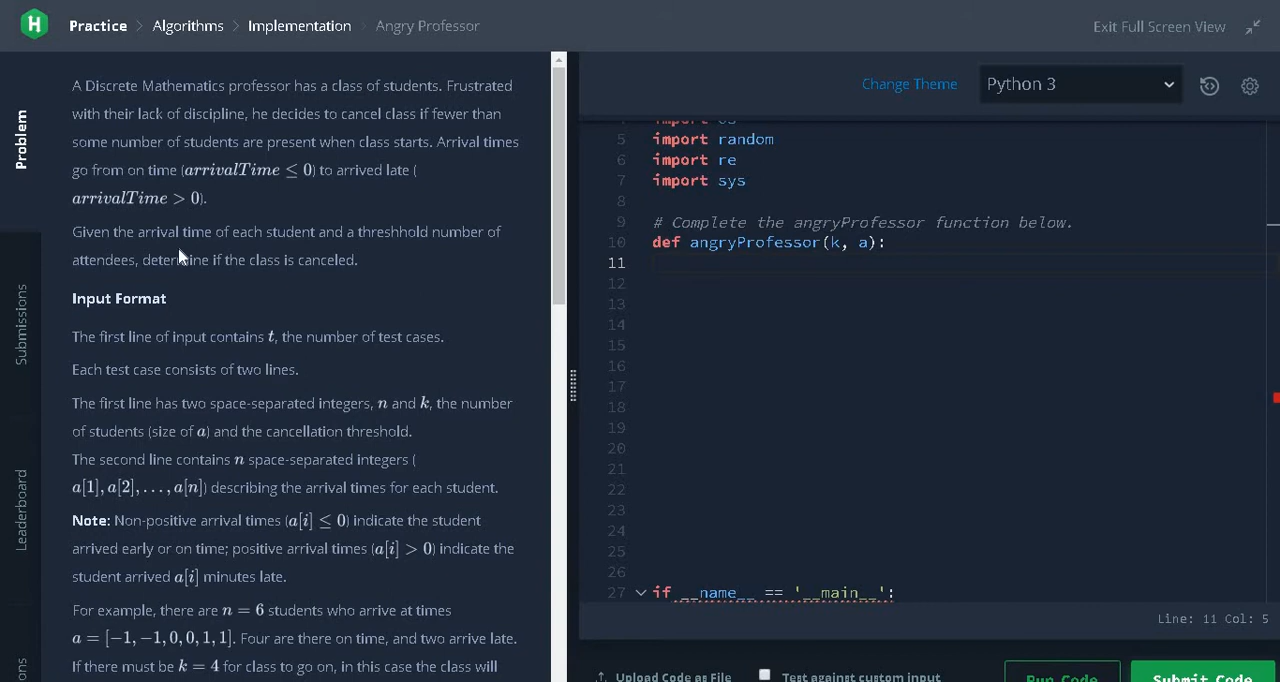 H Practice > Algorithms > Implementation > Angry Professor Exit Full Screen View
Problem
Submissions
Leaderboard
A Discrete Mathematics professor has a class of students. Frustrated
with their lack of discipline, he decides to cancel class if fewer than
some number of students are present when class starts. Arrival times
go from on time (arrivalTime ≤ 0) to arrived late (
arrivalTime > 0).
Given the arrival time of each student and a threshhold number of
attendees, determine if the class is canceled.
Input Format
The first line of input contains t, the number of test cases.
Each test case consists of two lines.
The first line has two space-separated integers, n and k, the number
of students (size of a) and the cancellation threshold.
The second line contains n space-separated integers (
a[1], a[2], . . . , a[n]) describing the arrival times for each student.
Note: Non-positive arrival times (a[i] ≤ 0) indicate the student
arrived early or on time; positive arrival times (a[i] > 0) indicate the
student arrived a[i] minutes late.
For example, there are n = 6 students who arrive at times
a = [−1, −1, 0, 0, 1, 1]. Four are there on time, and two arrive late.
If there must be k = 4 for class to go on, in this case the class will
Change Theme Python 3
import os
5 import random
6 import re
7 import sys
8
9 # Complete the angryProfessor function below.
10 def angryProfessor(k, a):
11
12
13
14
15
16
17
18
19
20
21
22
23
24
25
26
27 if __name__ == '__main__':
Line: 11 Col: 5
Upload Code as File Test against custom input Run Code Submit Code